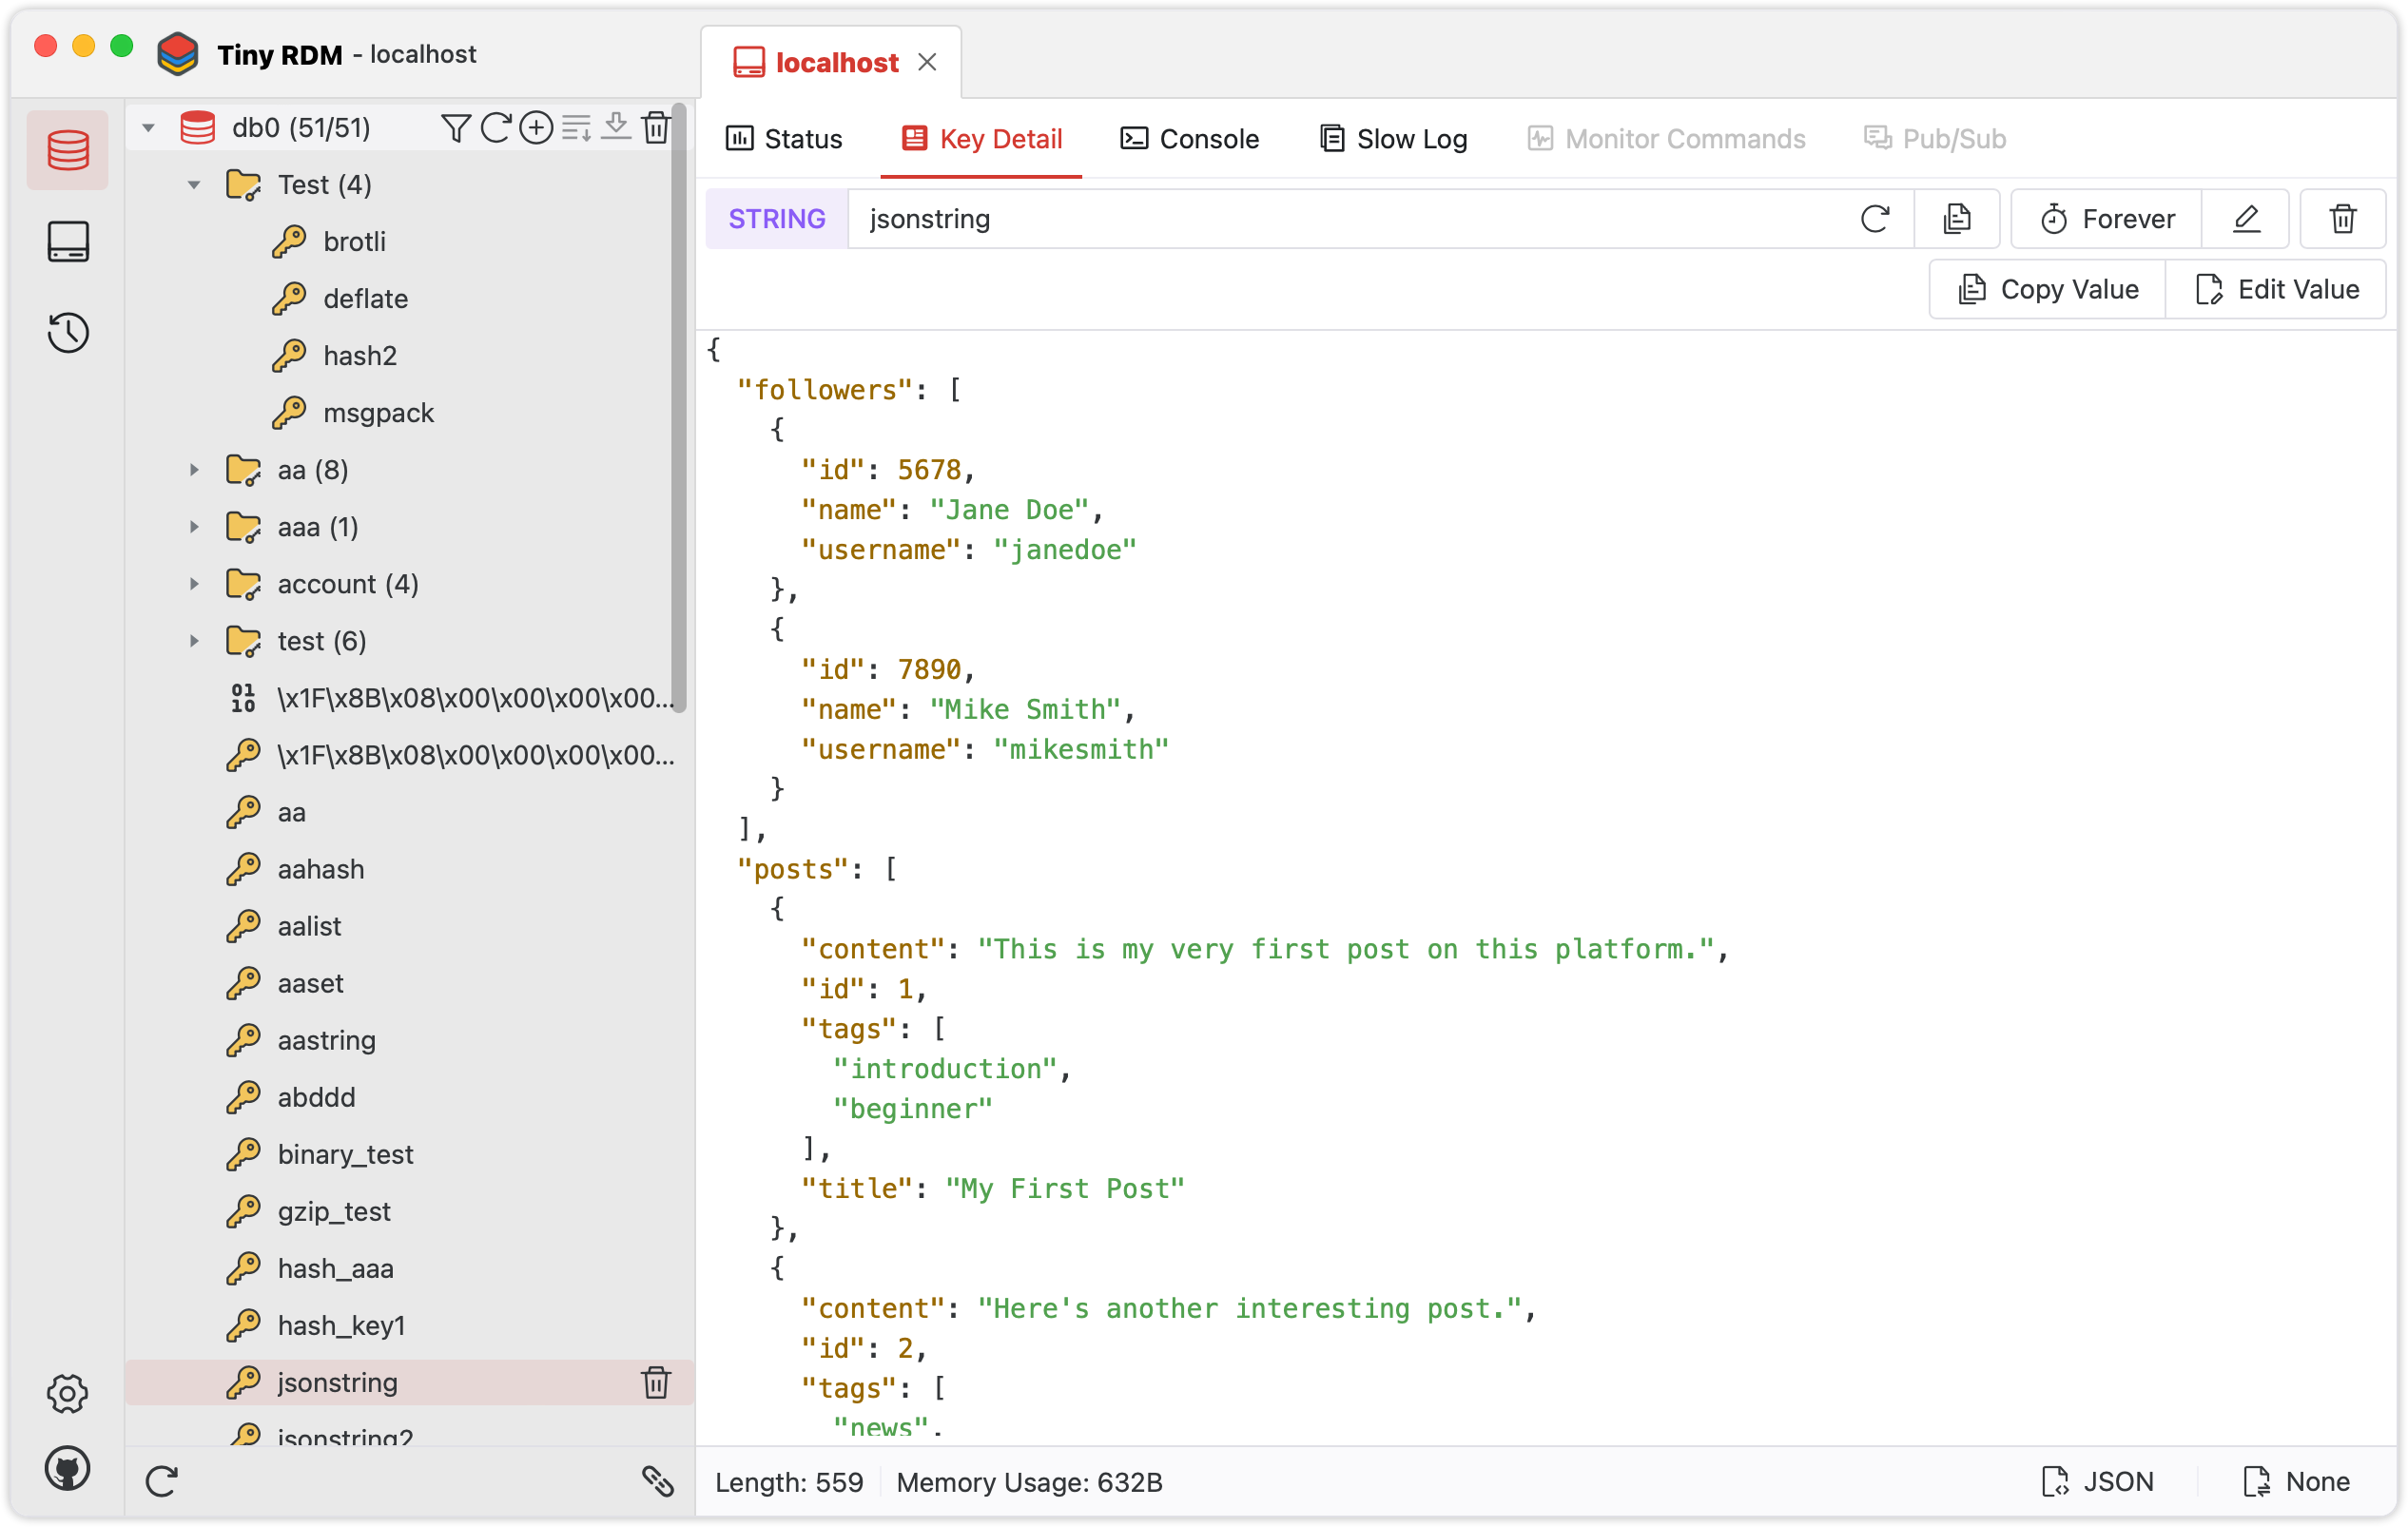 Tiny RDM - localhost
localhost
db0 (51/51)
Test (4)
brotli
deflate
hash2
msgpack
aa (8)
aaa (1)
account (4)
test (6)
\x1F\x8B\x08\x00\x00\x00\x00...
\x1F\x8B\x08\x00\x00\x00\x00...
aa
aahash
aalist
aaset
aastring
abddd
binary_test
gzip_test
hash_aaa
hash_key1
jsonstring
jsonstring2
Status Key Detail Console Slow Log Monitor Commands Pub/Sub
STRING jsonstring Forever
Copy Value Edit Value
{
"followers": [
{
"id": 5678,
"name": "Jane Doe",
"username": "janedoe"
},
{
"id": 7890,
"name": "Mike Smith",
"username": "mikesmith"
}
],
"posts": [
{
"content": "This is my very first post on this platform.",
"id": 1,
"tags": [
"introduction",
"beginner"
],
"title": "My First Post"
},
{
"content": "Here's another interesting post.",
"id": 2,
"tags": [
"news",
Length: 559 Memory Usage: 632B JSON None